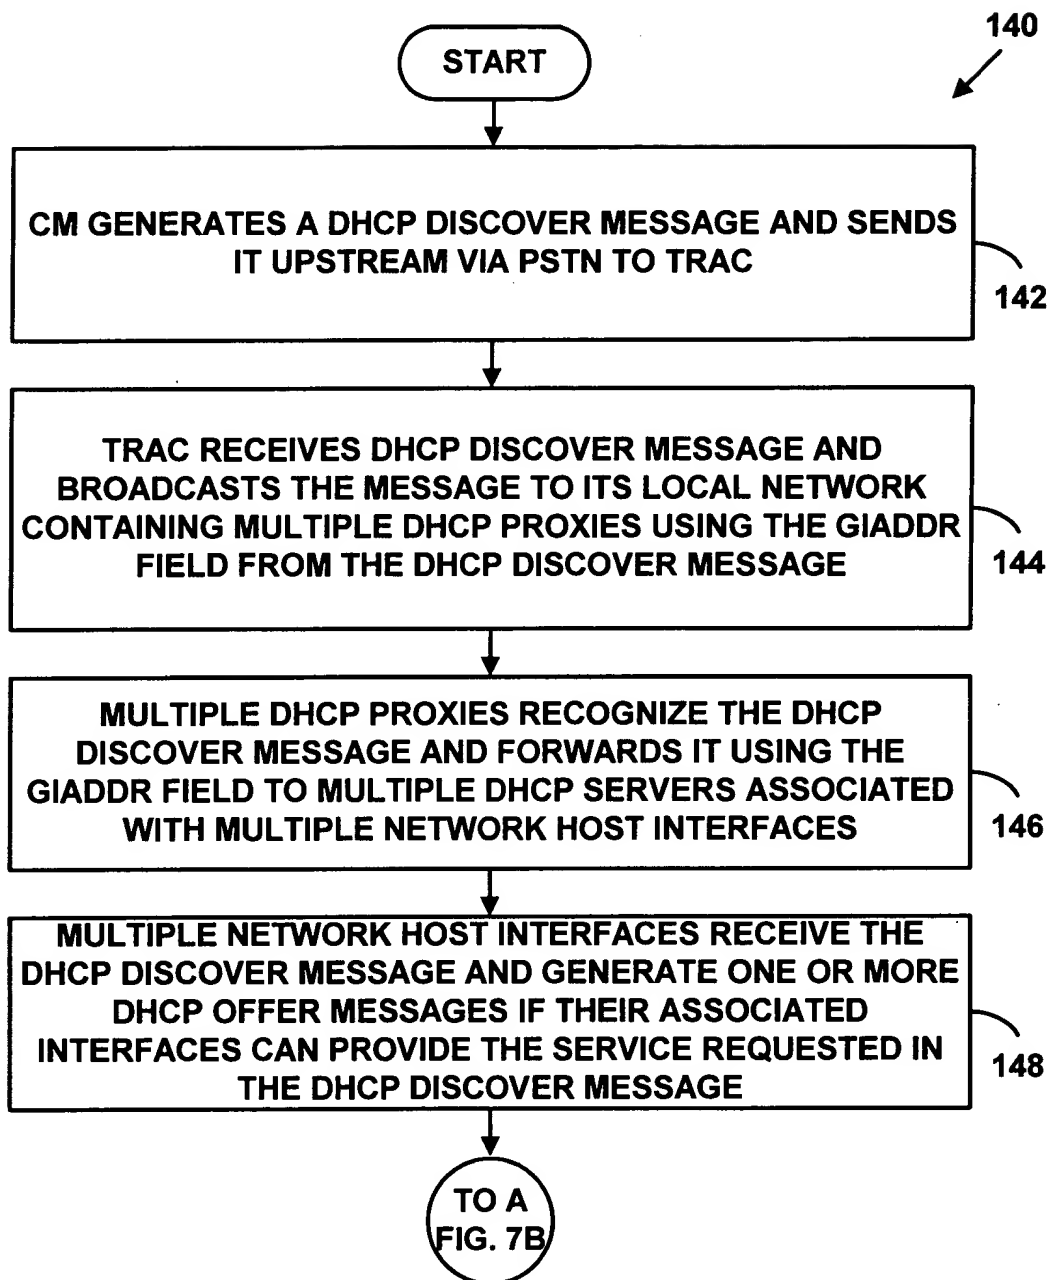 140
START
CM GENERATES A DHCP DISCOVER MESSAGE AND SENDS
IT UPSTREAM VIA PSTN TO TRAC
142
TRAC RECEIVES DHCP DISCOVER MESSAGE AND
BROADCASTS THE MESSAGE TO ITS LOCAL NETWORK
CONTAINING MULTIPLE DHCP PROXIES USING THE GIADDR
FIELD FROM THE DHCP DISCOVER MESSAGE
144
MULTIPLE DHCP PROXIES RECOGNIZE THE DHCP
DISCOVER MESSAGE AND FORWARDS IT USING THE
GIADDR FIELD TO MULTIPLE DHCP SERVERS ASSOCIATED
WITH MULTIPLE NETWORK HOST INTERFACES
146
MULTIPLE NETWORK HOST INTERFACES RECEIVE THE
DHCP DISCOVER MESSAGE AND GENERATE ONE OR MORE
DHCP OFFER MESSAGES IF THEIR ASSOCIATED
INTERFACES CAN PROVIDE THE SERVICE REQUESTED IN
THE DHCP DISCOVER MESSAGE
148
TO A
FIG. 7B